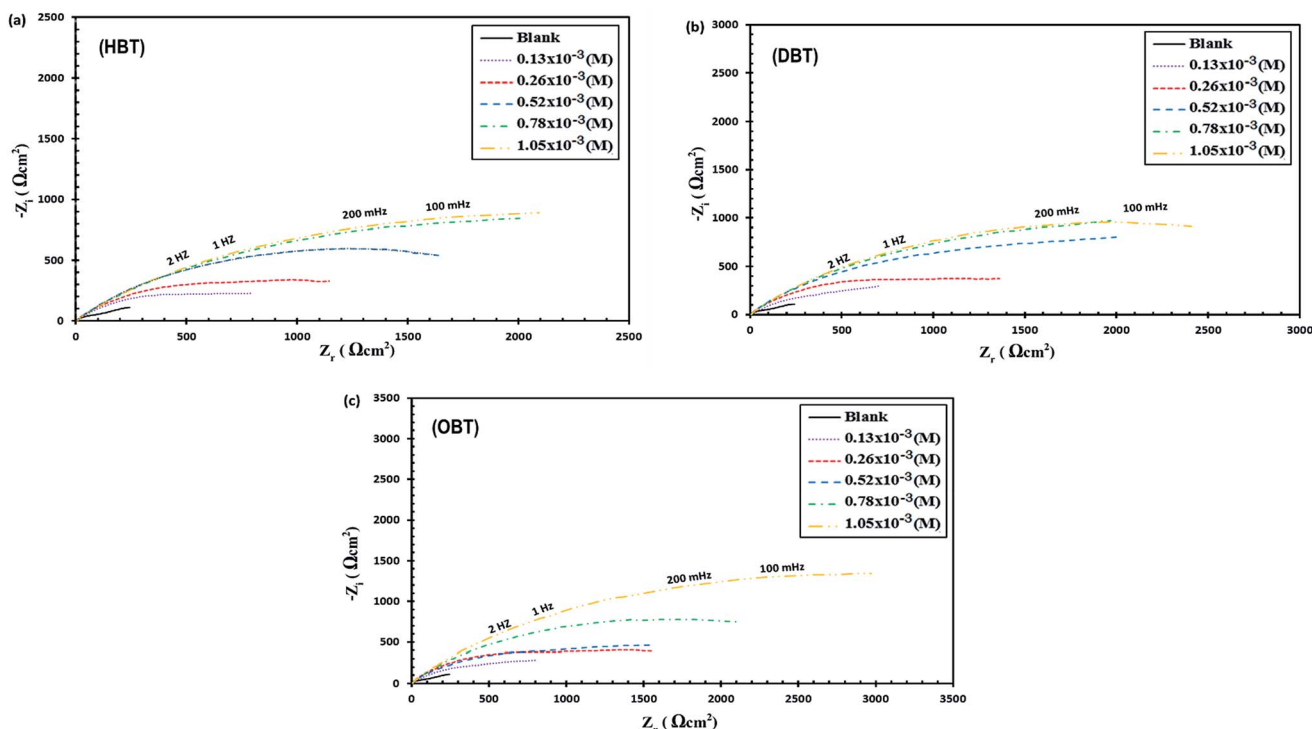 (a)
(HBT)
Blank
0.13x10⁻³(M)
0.26x10⁻³(M)
0.52x10⁻³(M)
0.78x10⁻³(M)
1.05x10⁻³(M)
2500
2000
1500
1000
500
0
-Zᵢ ( Ωcm²)
2 HZ
1 HZ
200 mHz
100 mHz
0 500 1000 1500 2000 2500
Zᵣ ( Ωcm²)
(b)
(DBT)
Blank
0.13x10⁻³(M)
0.26x10⁻³(M)
0.52x10⁻³(M)
0.78x10⁻³(M)
1.05x10⁻³(M)
3000
2500
2000
1500
1000
500
0
-Zᵢ ( Ωcm²)
2 HZ
1 HZ
200 mHz
100 mHz
0 500 1000 1500 2000 2500 3000
Zᵣ ( Ωcm²)
(c)
(OBT)
Blank
0.13x10⁻³(M)
0.26x10⁻³(M)
0.52x10⁻³(M)
0.78x10⁻³(M)
1.05x10⁻³(M)
3500
3000
2500
2000
1500
1000
500
0
-Zᵢ ( Ωcm²)
2 HZ
1 Hz
200 mHz
100 mHz
0 500 1000 1500 2000 2500 3000 3500
Zᵣ ( Ωcm²)